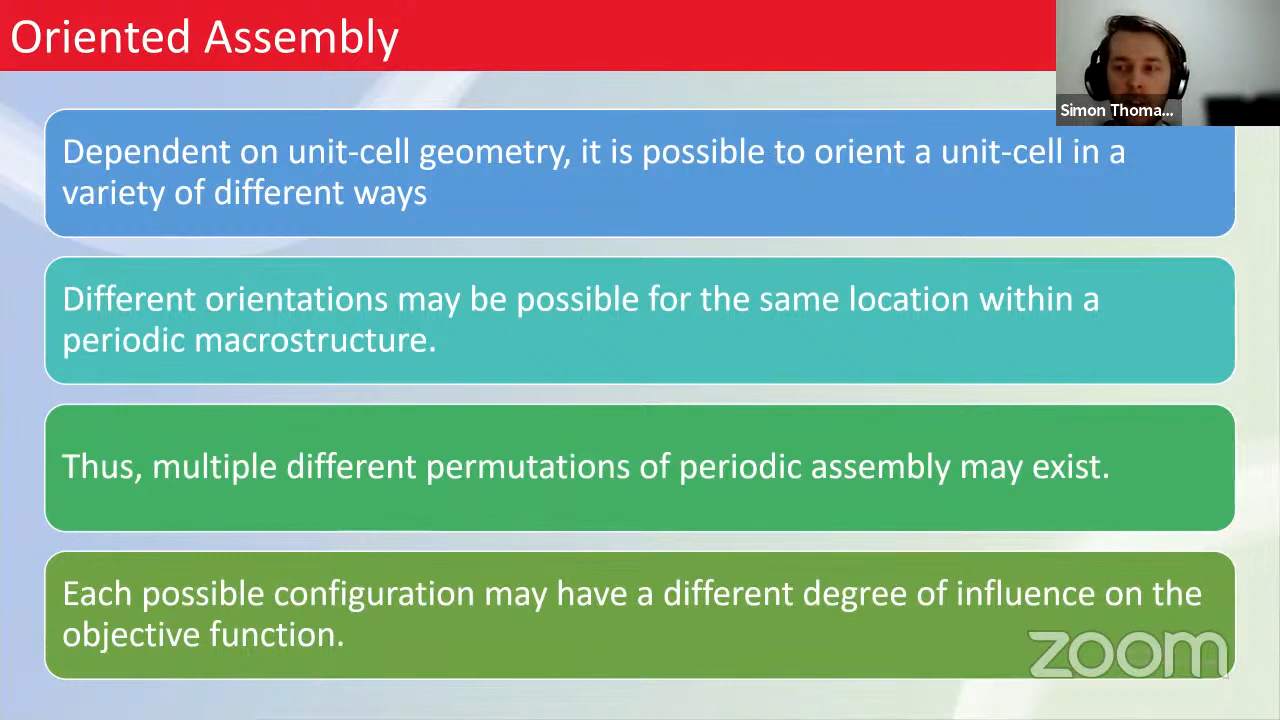 Oriented Assembly
Simon Thoma...
Dependent on unit-cell geometry, it is possible to orient a unit-cell in a
variety of different ways
Different orientations may be possible for the same location within a
periodic macrostructure.
Thus, multiple different permutations of periodic assembly may exist.
Each possible configuration may have a different degree of influence on the
objective function.
zoom